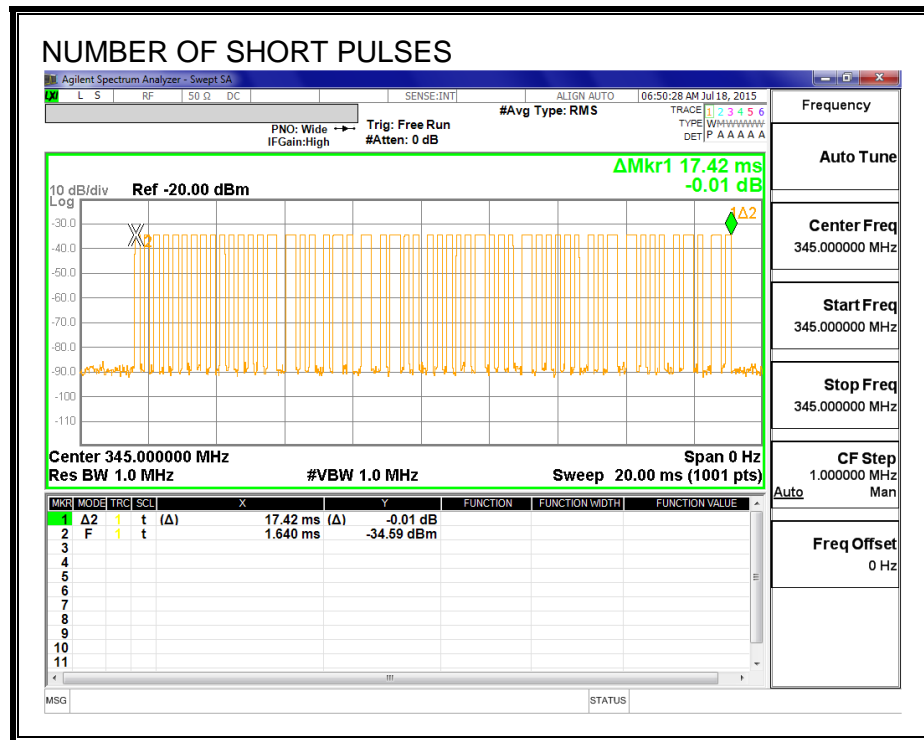 NUMBER OF SHORT PULSES
Agilent Spectrum Analyzer - Swept SA
LXI L S RF 50 Ω DC SENSE:INT ALIGN AUTO 06:50:28 AM Jul 18, 2015
PNO: Wide
IFGain:High
Trig: Free Run
#Atten: 0 dB
#Avg Type: RMS
TRACE 1 2 3 4 5 6
TYPE WMWWWWW
DET P A A A A A
ΔMkr1 17.42 ms
-0.01 dB
10 dB/div Ref -20.00 dBm
Log
-30.0
-40.0
-50.0
-60.0
-70.0
-80.0
-90.0
-100
-110
2
1Δ2
Center 345.000000 MHz Span 0 Hz
Res BW 1.0 MHz #VBW 1.0 MHz Sweep 20.00 ms (1001 pts)
MKR MODE TRC SCL X Y FUNCTION FUNCTION WIDTH FUNCTION VALUE
1 Δ2 1 t (Δ) 17.42 ms (Δ) -0.01 dB
2 F 1 t 1.640 ms -34.59 dBm
3
4
5
6
7
8
9
10
11
MSG STATUS
Frequency
Auto Tune
Center Freq
345.000000 MHz
Start Freq
345.000000 MHz
Stop Freq
345.000000 MHz
CF Step
1.000000 MHz
Auto Man
Freq Offset
0 Hz